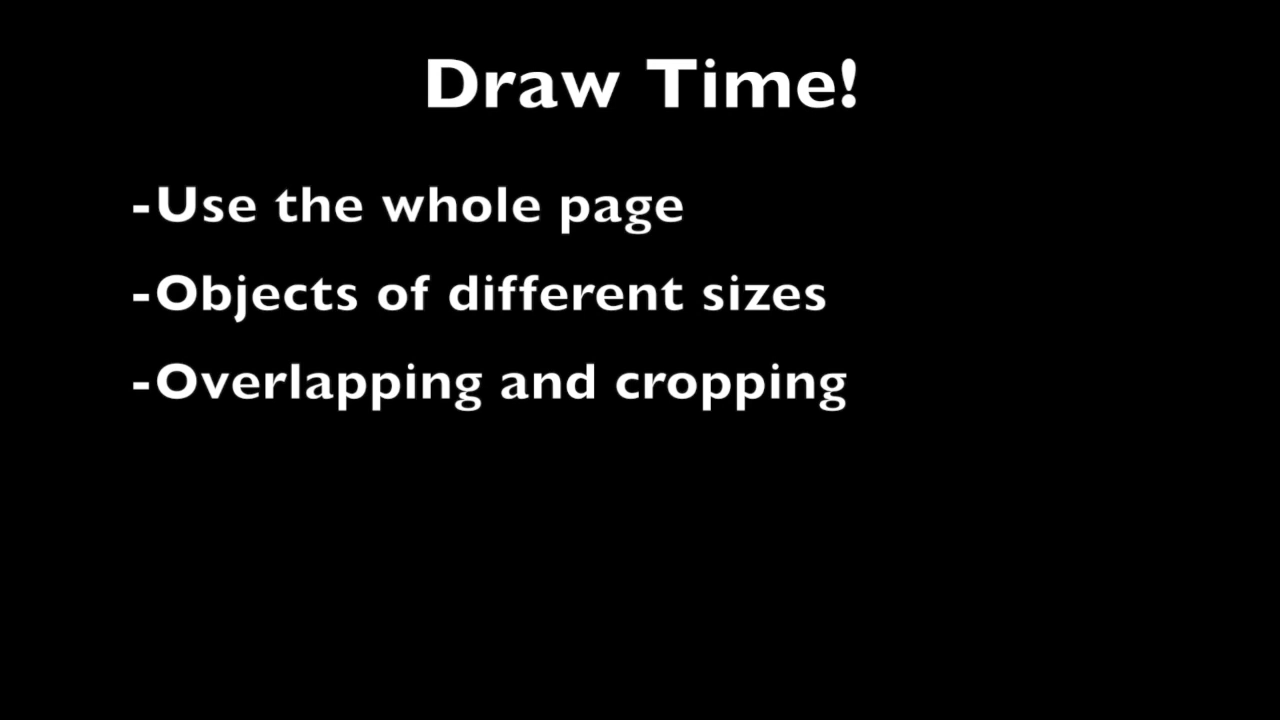 Draw Time!
-Use the whole page
-Objects of different sizes
-Overlapping and cropping